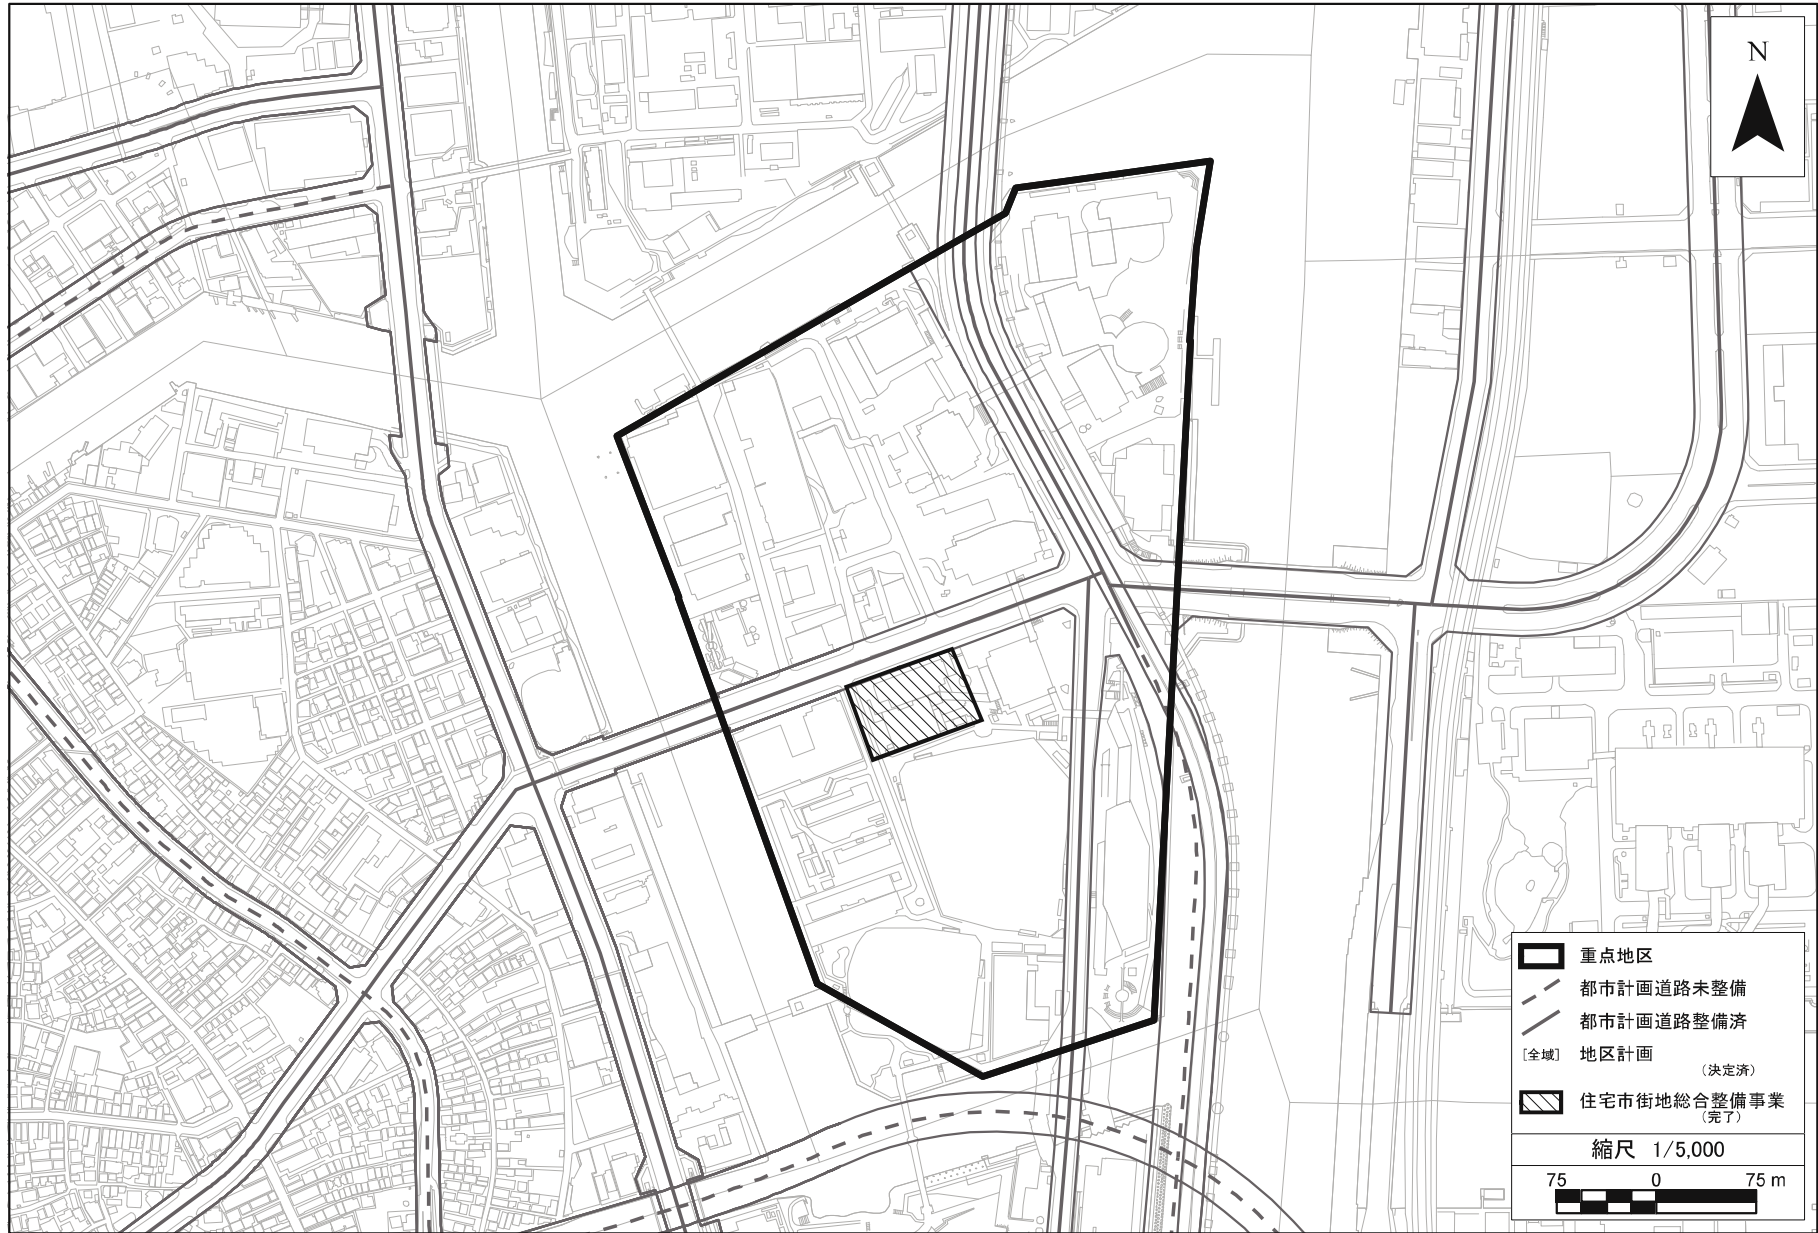 N
重点地区
都市計画道路未整備
都市計画道路整備済
[全域] 地区計画
(決定済)
住宅市街地総合整備事業
(完了)
縮尺 1/5,000
75 0 75 m